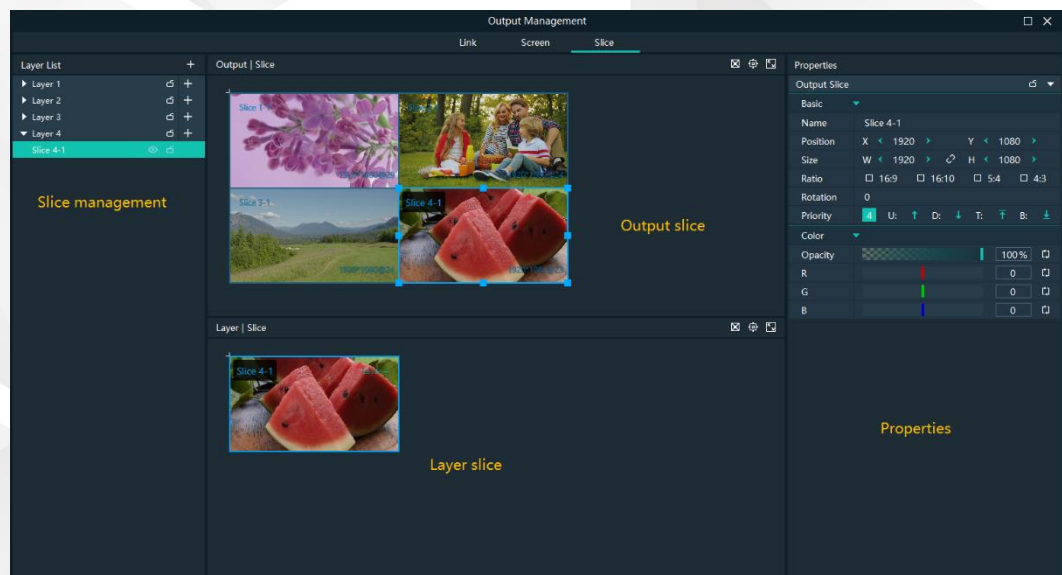 Output Management
Link Screen Slice
Layer List
Layer 1
Layer 2
Layer 3
Layer 4
Slice 4-1
Slice management
Output | Slice
Slice 1-1
Slice 3-1
Slice 4-1
Output slice
Layer | Slice
Slice 4-1
Layer slice
Properties
Output Slice
Basic
Name Slice 4-1
Position X 1920 Y 1080
Size W 1920 H 1080
Ratio 16:9 16:10 5:4 4:3
Rotation 0
Priority 4 U: D: T: B:
Color
Opacity 100%
R 0
G 0
B 0
Properties